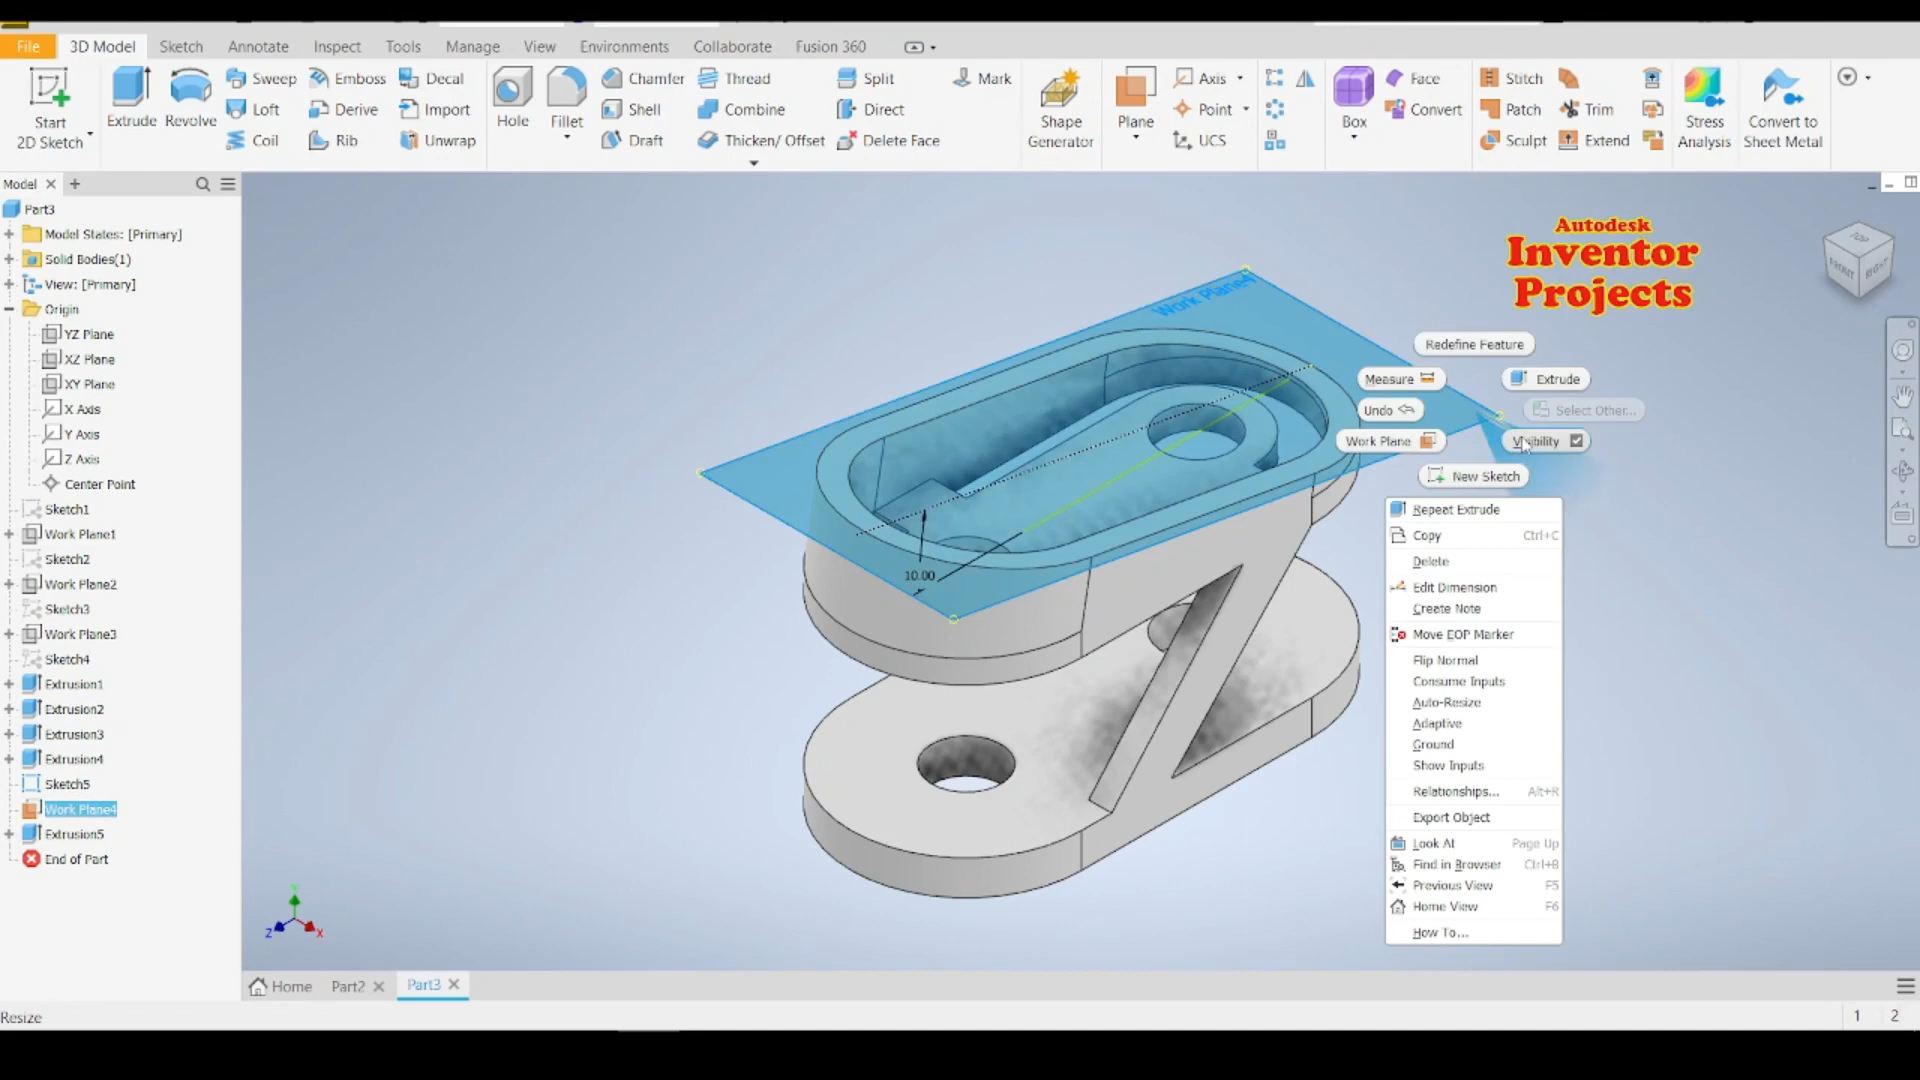 File 3D Model Sketch Annotate Inspect Tools Manage View Environments Collaborate Fusion 360
Start
2D Sketch
Extrude
Revolve
Sweep
Loft
Coil
Emboss
Derive
Rib
Decal
Import
Unwrap
Hole
Fillet
Chamfer
Shell
Draft
Thread
Combine
Thicken/ Offset
Split
Direct
Delete Face
Mark
Shape
Generator
Plane
Axis
Point
UCS
Box
Face
Convert
Stitch
Patch
Sculpt
Trim
Extend
Stress
Analysis
Convert to
Sheet Metal
Model
Part3
Model States: [Primary]
Solid Bodies(1)
View: [Primary]
Origin
YZ Plane
XZ Plane
XY Plane
X Axis
Y Axis
Z Axis
Center Point
Sketch1
Work Plane1
Sketch2
Work Plane2
Sketch3
Work Plane3
Sketch4
Extrusion1
Extrusion2
Extrusion3
Extrusion4
Sketch5
Work Plane4
Extrusion5
End of Part
Autodesk
Inventor
Projects
TOP
FRONT
RIGHT
Work Plane4
10.00
Redefine Feature
Measure
Extrude
Undo
Select Other...
Work Plane
Visibility
New Sketch
Repeat Extrude
Copy Ctrl+C
Delete
Edit Dimension
Create Note
Move EOP Marker
Flip Normal
Consume Inputs
Auto-Resize
Adaptive
Ground
Show Inputs
Relationships... Alt+R
Export Object
Look At Page Up
Find in Browser Ctrl+B
Previous View F5
Home View F6
How To...
Y
Z
X
Home Part2 Part3
Resize
1 2